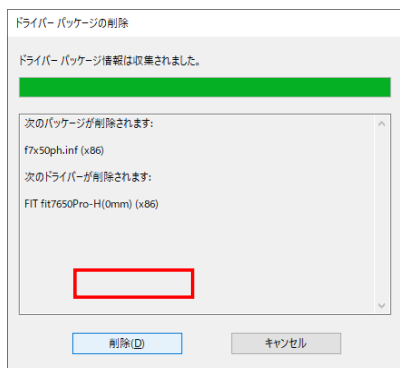 ドライバー パッケージの削除
ドライバー パッケージ情報は収集されました。
次のパッケージが削除されます:
f7x50ph.inf (x86)
次のドライバーが削除されます:
FIT fit7650Pro-H(0mm) (x86)
削除(D)
キャンセル